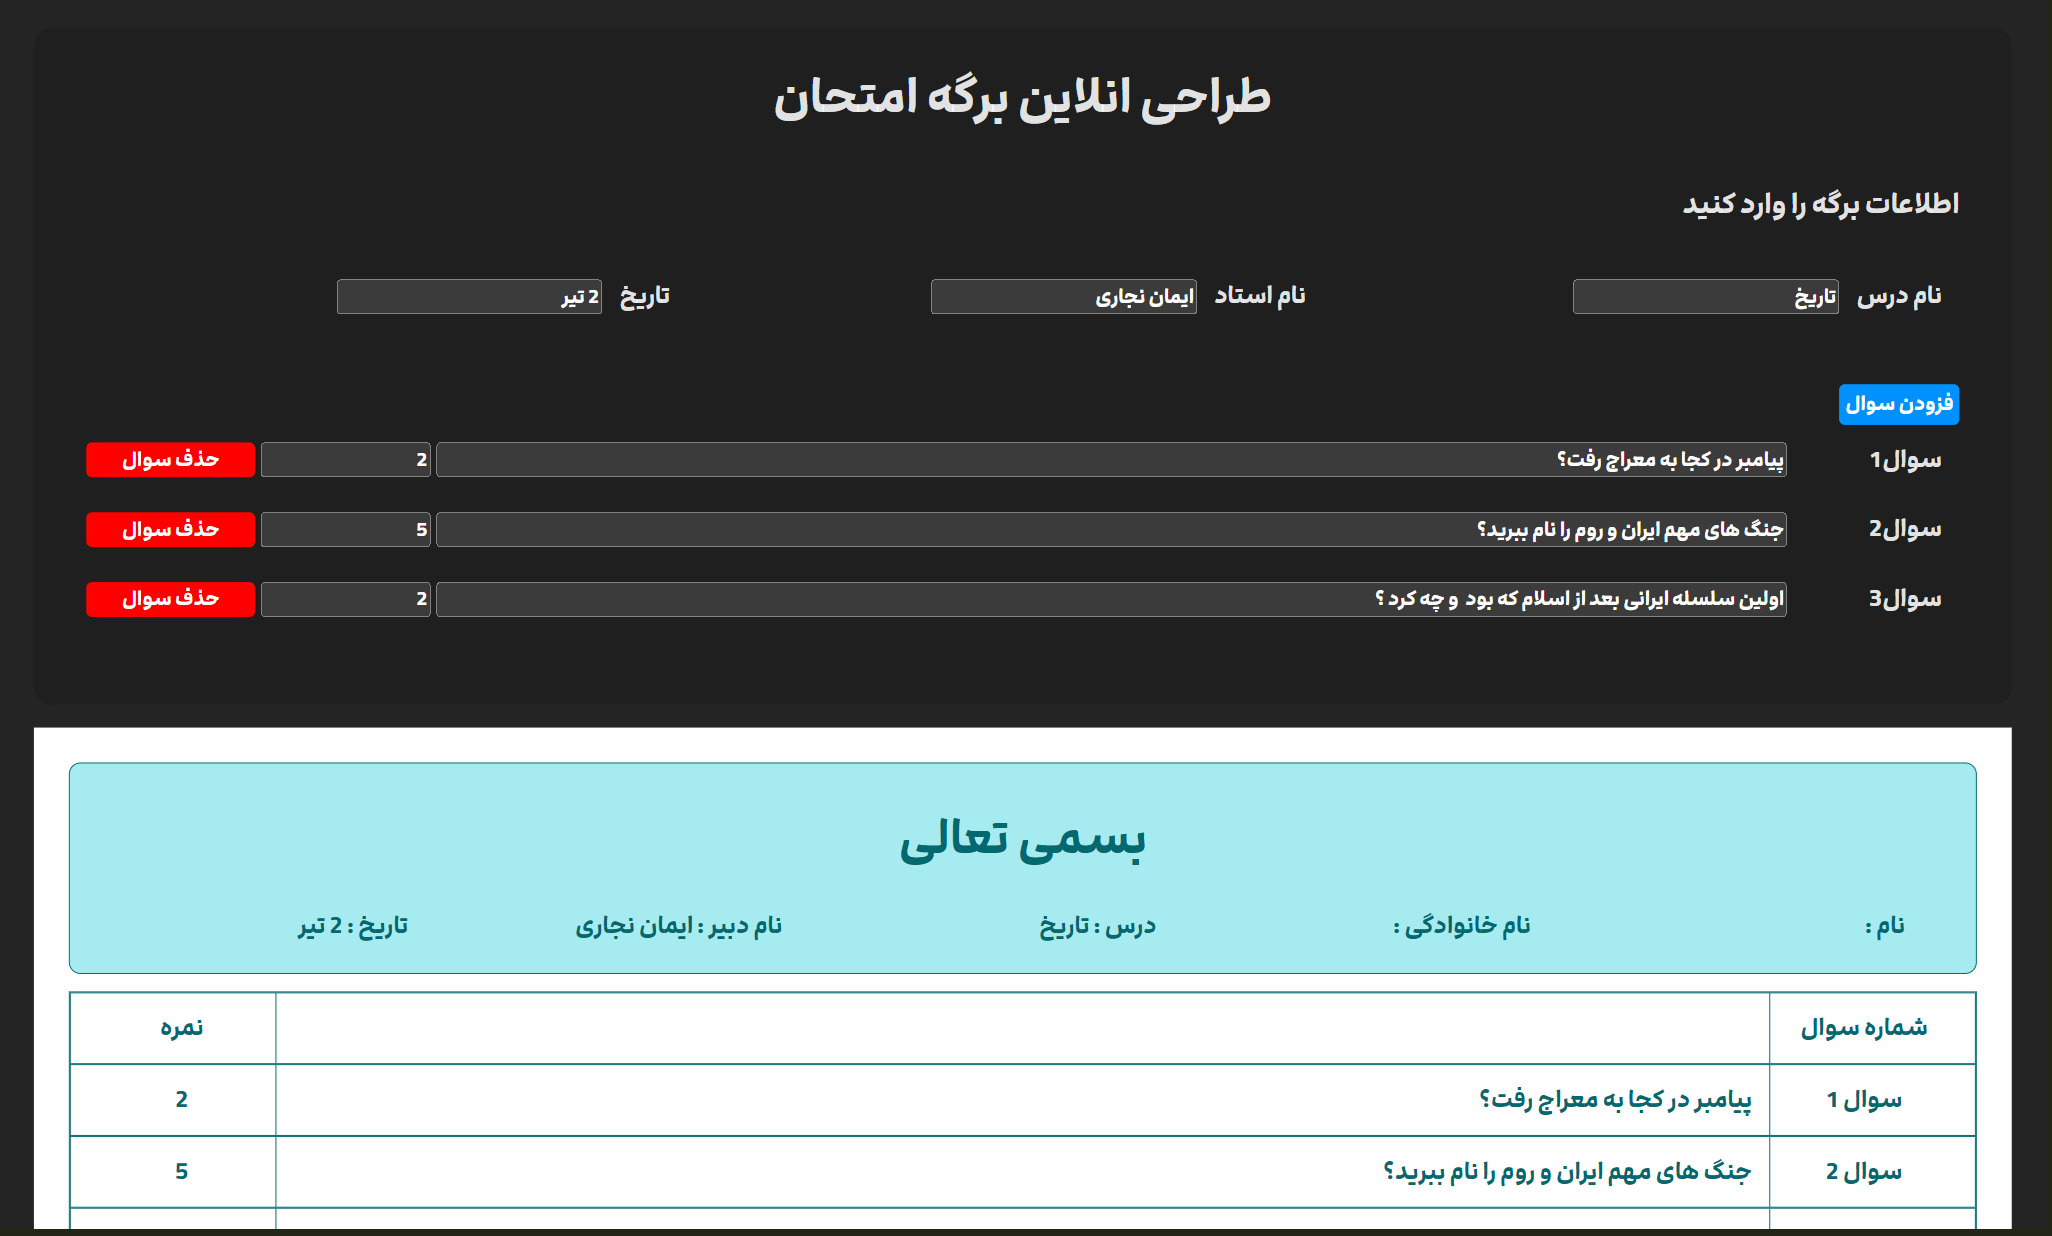 طراحی انلاین برگه امتحان
اطلاعات برگه را وارد کنید
نام درس تاریخ نام استاد ایمان نجاری تاریخ 2 تیر
فزودن سوال
سوال1 پیامبر در کجا به معراج رفت؟ 2 حذف سوال
سوال2 جنگ های مهم ایران و روم را نام ببرید؟ 5 حذف سوال
سوال3 اولین سلسله ایرانی بعد از اسلام که بود و چه کرد ؟ 2 حذف سوال
بسمی تعالی
نام : نام خانوادگی : درس : تاریخ نام دبیر : ایمان نجاری تاریخ : 2 تیر
شماره سوال نمره
سوال 1 پیامبر در کجا به معراج رفت؟ 2
سوال 2 جنگ های مهم ایران و روم را نام ببرید؟ 5